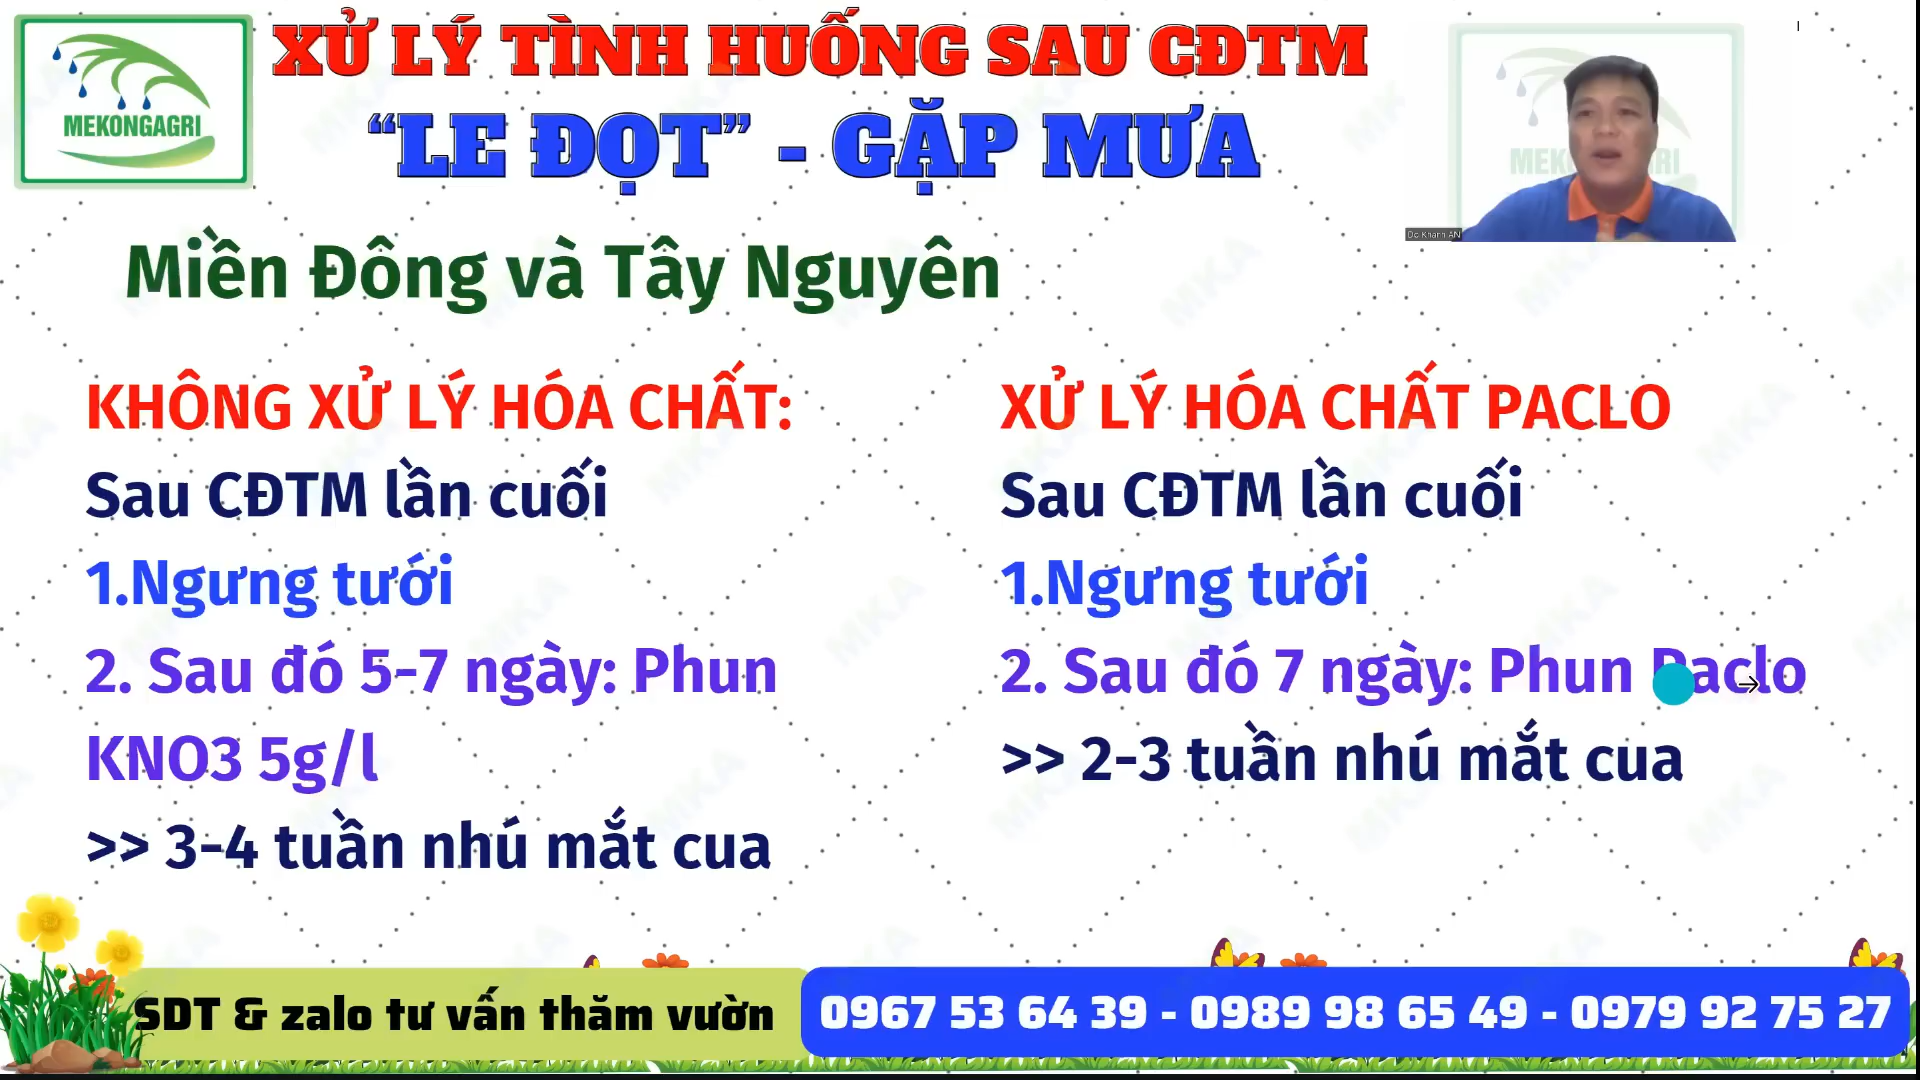 MEKONGAGRI
XỬ LÝ TÌNH HUỐNG SAU CĐTM
“LE ĐỌT” - GẶP MƯA
Miền Đông và Tây Nguyên
KHÔNG XỬ LÝ HÓA CHẤT:
Sau CĐTM lần cuối
1.Ngưng tưới
2. Sau đó 5-7 ngày: Phun
KNO3 5g/l
>> 3-4 tuần nhú mắt cua
XỬ LÝ HÓA CHẤT PACLO
Sau CĐTM lần cuối
1.Ngưng tưới
2. Sau đó 7 ngày: Phun Paclo
>> 2-3 tuần nhú mắt cua
SDT & zalo tư vấn thăm vườn
0967 53 64 39 - 0989 98 65 49 - 0979 92 75 27
MKA